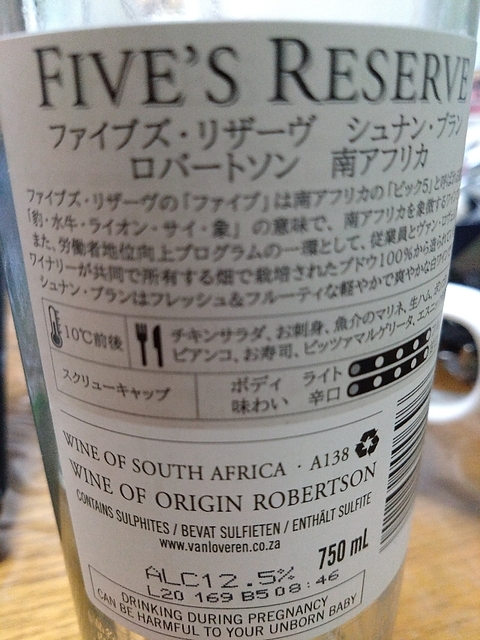 FIVE'S RESERVE
ファイブズ・リザーヴ シュナン・ブラン
ロバートソン 南アフリカ
ファイブズ・リザーヴの「ファイブ」は南アフリカの「ビック5」と呼ばれる
「豹・水牛・ライオン・サイ・象」の意味で、南アフリカを象徴する
また、労働者地位向上プログラムの一環として、従業員とヴァン・
ワイナリーが共同で所有する畑で栽培されたブドウ100%から造られ
シュナン・ブランはフレッシュ&フルーティな軽やかで爽やかな
10℃前後
チキンサラダ、お刺身、魚介のマリネ、生ハム、
ビアンコ、お寿司、ピッツァマルゲリータ、
スクリューキャップ
ボディ ライト
味わい 辛口
WINE OF SOUTH AFRICA · A138
WINE OF ORIGIN ROBERTSON
CONTAINS SULPHITES / BEVAT SULFIETEN / ENTHÄLT SULFITE
www.vanloveren.co.za
750 mL
ALC12.5%
L20 169 B5 08:46
DRINKING DURING PREGNANCY
CAN BE HARMFUL TO YOUR UNBORN BABY